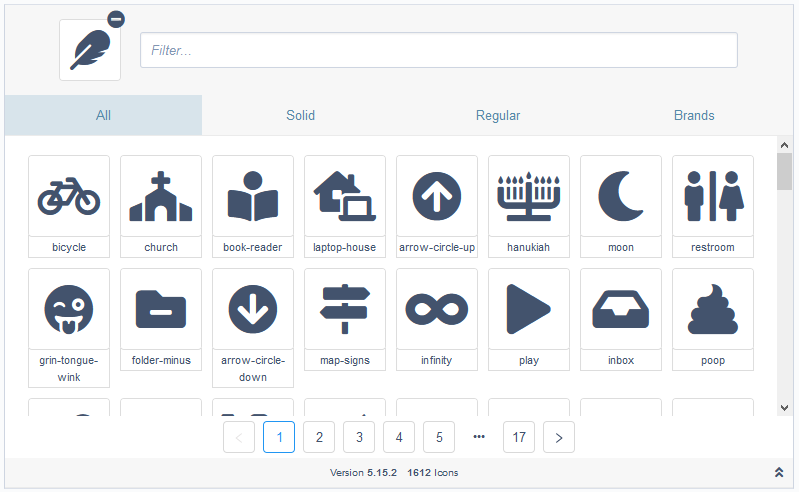 Filter...
All Solid Regular Brands
bicycle church book-reader laptop-house arrow-circle-up hanukiah moon restroom
grin-tongue-wink folder-minus arrow-circle-down map-signs infinity play inbox poop
1 2 3 4 5 ••• 17
Version 5.15.2 1612 Icons